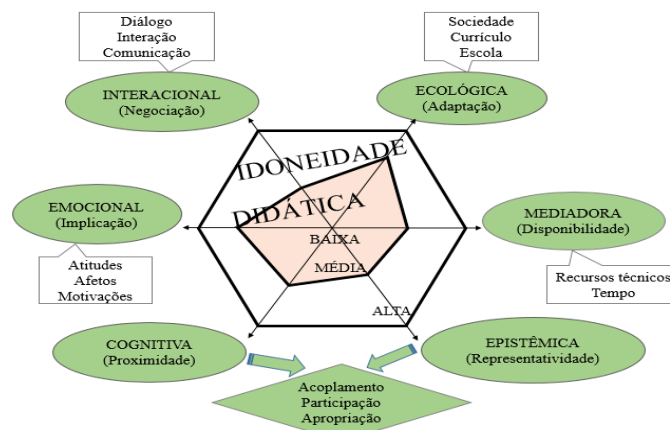 Diálogo
Interação
Comunicação
Sociedade
Currículo
Escola
INTERACIONAL
(Negociação)
ECOLÓGICA
(Adaptação)
IDONEIDADE
DIDÁTICA
EMOCIONAL
(Implicação)
MEDIADORA
(Disponibilidade)
BAIXA
MÉDIA
ALTA
Atitudes
Afetos
Motivações
Recursos técnicos
Tempo
COGNITIVA
(Proximidade)
EPISTÊMICA
(Representatividade)
Acoplamento
Participação
Apropriação